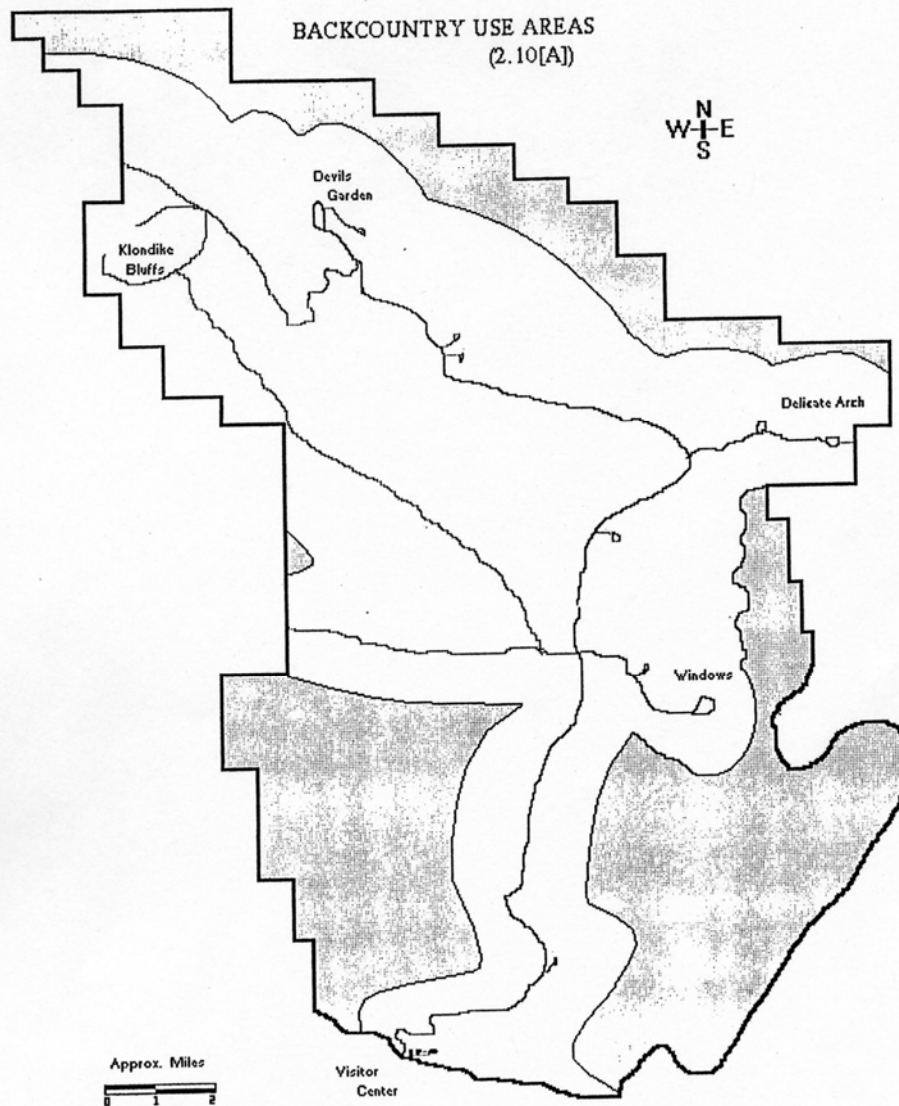 BACKCOUNTRY USE AREAS
(2.10[A])
N
W E
S
Devils
Garden
Klondike
Bluffs
Delicate Arch
Windows
Approx. Miles
0 1 2
Visitor
Center